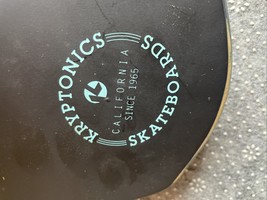 KRYPTONICS
CALIFORNIA
SINCE 1965
SKATEBOARDS